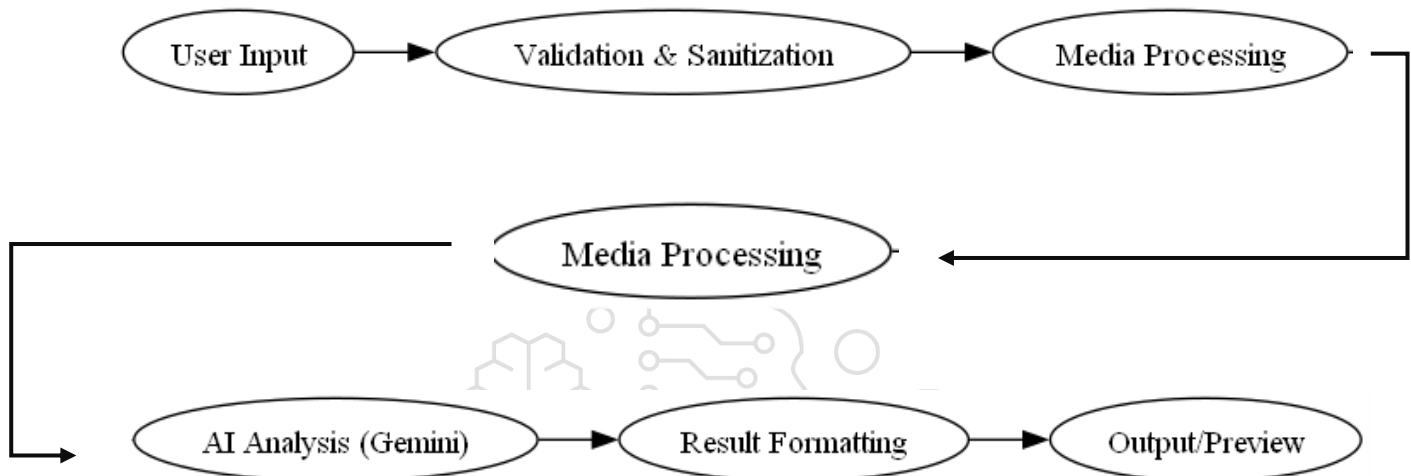 User Input
Validation & Sanitization
Media Processing
Media Processing
AI Analysis (Gemini)
Result Formatting
Output/Preview